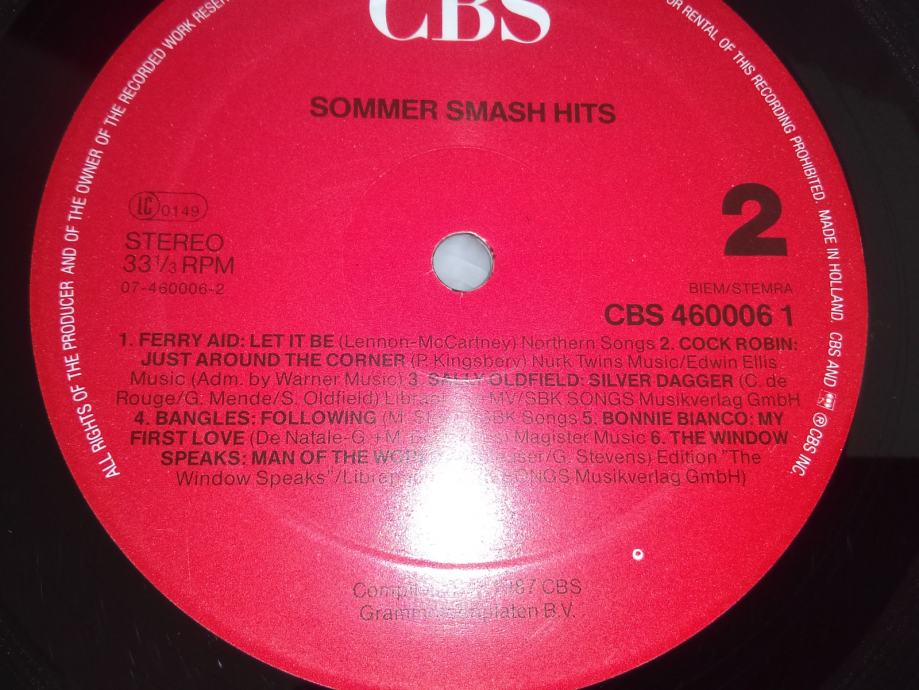 CBS
ALL RIGHTS OF THE PRODUCER AND OF THE OWNER OF THE RECORDED WORK
OR RENTAL OF THIS RECORDING PROHIBITED. MADE IN HOLLAND. CBS AND ℗ CBS INC
SOMMER SMASH HITS
LC 0149
2
STEREO
33 1/3 RPM
07-460006-2
BIEM/STEMRA
CBS 460006 1
1. FERRY AID: LET IT BE (Lennon-McCartney) Northern Songs 2. COCK ROBIN:
JUST AROUND THE CORNER (P. Kingsbery) Nurk Twins Music/Edwin Ellis
Music (Adm. by Warner Music) 3. SALLY OLDFIELD: SILVER DAGGER (C. de
Rouge/G. Mende/S. Oldfield) MV/SBK SONGS Musikverlag GmbH
4. BANGLES: FOLLOWING SBK Songs 5. BONNIE BIANCO: MY
FIRST LOVE (De Natale-G.+M. Magister Music 6. THE WINDOW
SPEAKS: MAN OF THE G. Stevens) Edition "The
Window Speaks"/ SONGS Musikverlag GmbH)
CBS
B.V.